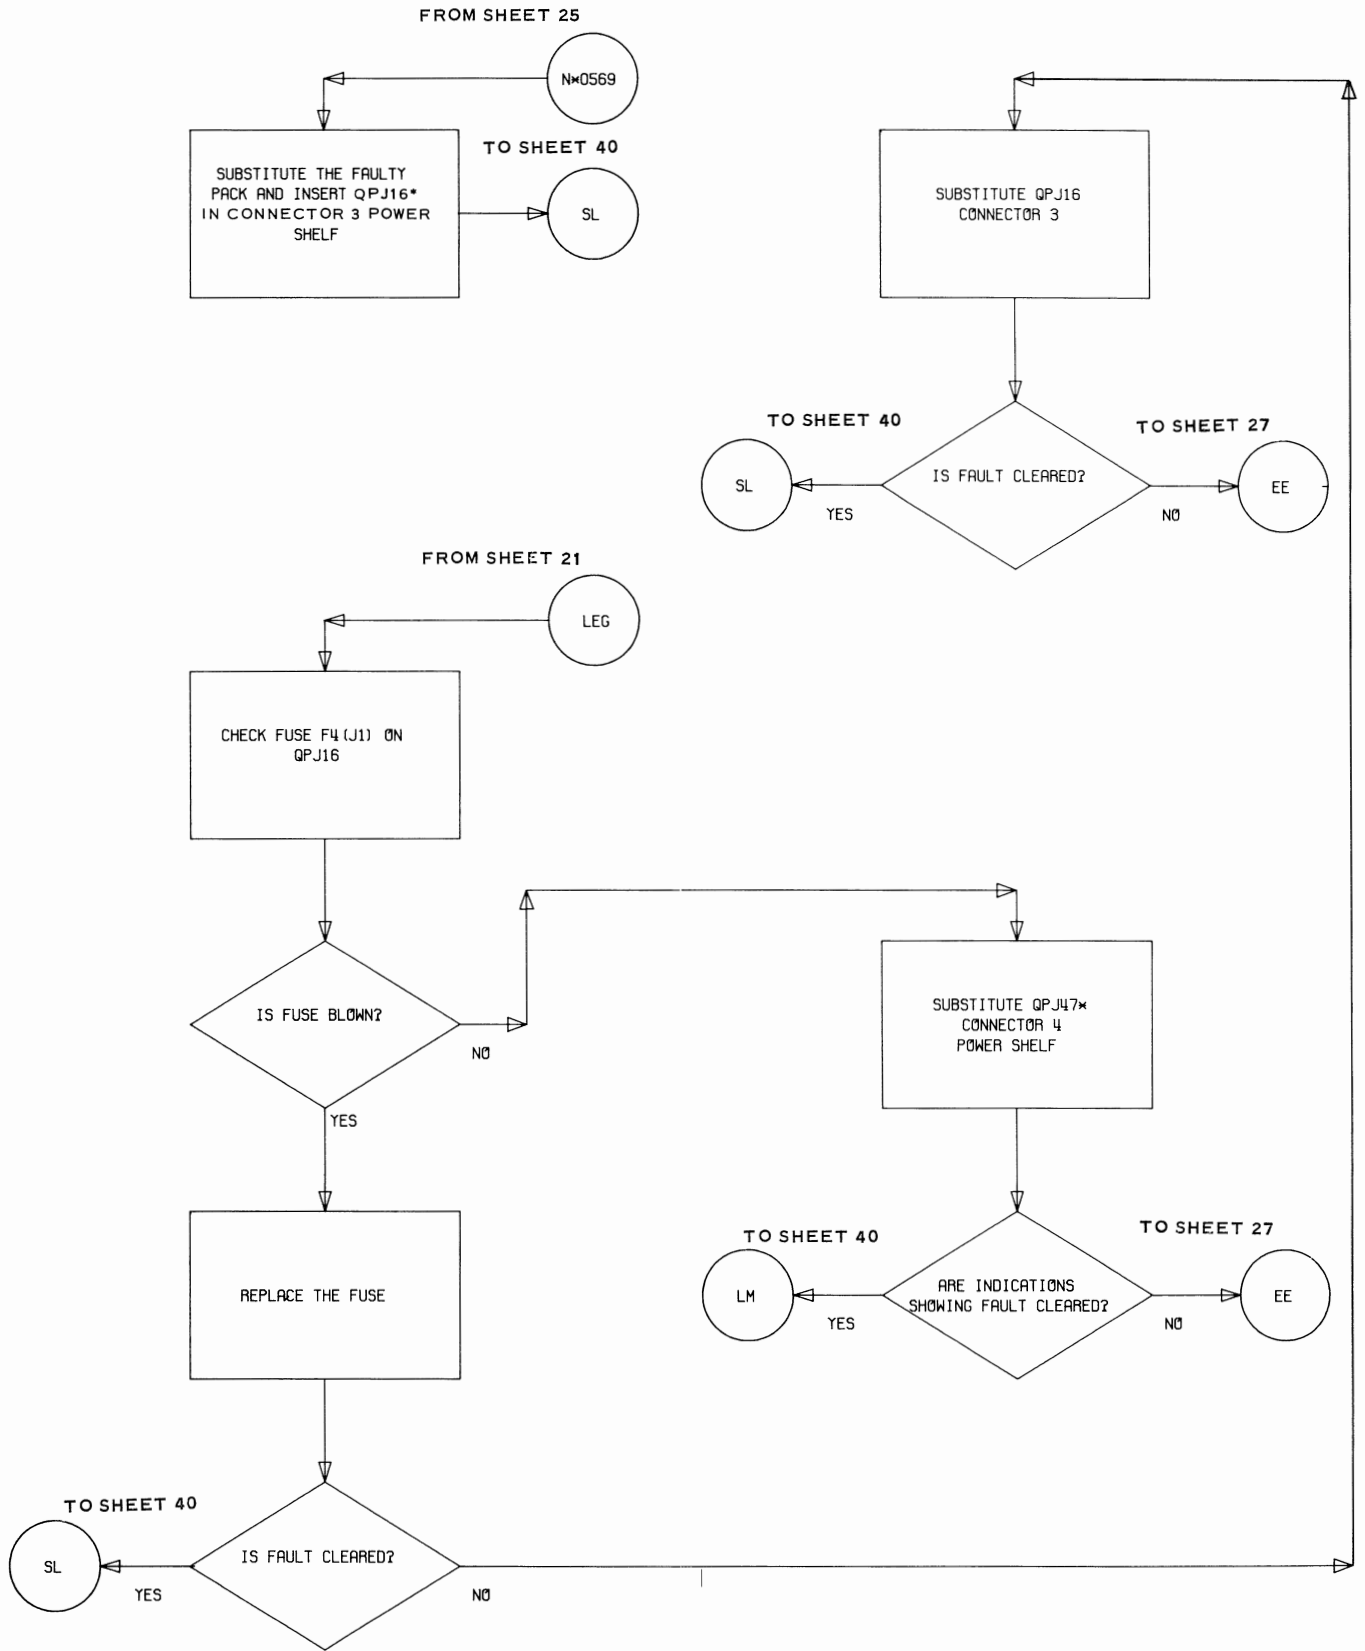 FROM SHEET 25
N*0569
SUBSTITUTE THE FAULTY
PACK AND INSERT QPJ16*
IN CONNECTOR 3 POWER
SHELF
TO SHEET 40
SL
SUBSTITUTE QPJ16
CONNECTOR 3
TO SHEET 40
SL
YES
IS FAULT CLEARED?
TO SHEET 27
NO
EE
FROM SHEET 21
LEG
CHECK FUSE F4(J1) ON
QPJ16
IS FUSE BLOWN?
NO
YES
SUBSTITUTE QPJ47*
CONNECTOR 4
POWER SHELF
TO SHEET 40
LM
YES
ARE INDICATIONS
SHOWING FAULT CLEARED?
TO SHEET 27
NO
EE
REPLACE THE FUSE
TO SHEET 40
SL
YES
IS FAULT CLEARED?
NO